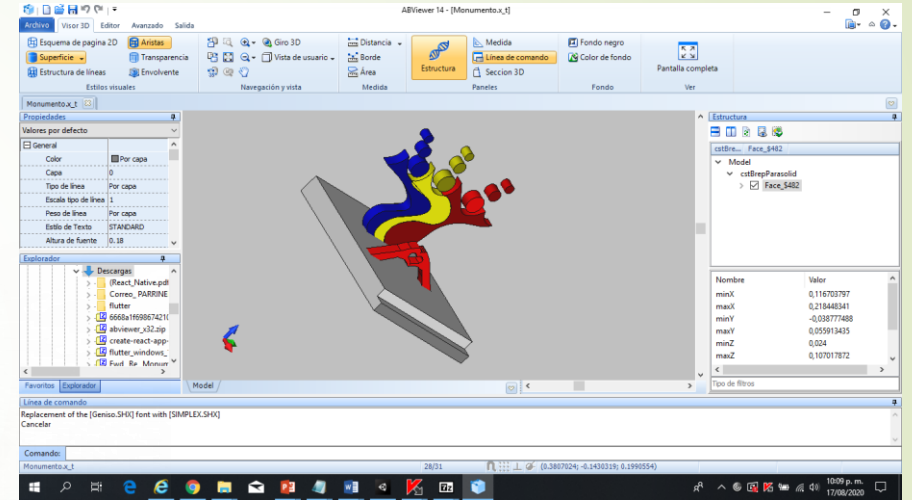 ABViewer 14 - [Monumento.x_t]
Archivo Visor 3D Editor Avanzado Salida
Esquema de pagina 2D Aristas Giro 3D Distancia Medida Fondo negro
Superficie Transparencia Vista de usuario Borde Estructura Línea de comando Color de fondo Pantalla completa
Estructura de líneas Envolvente Área Seccion 3D
Estilos visuales Navegación y vista Medida Paneles Fondo Ver
Monumento.x_t
Propiedades
Valores por defecto
General
Color Por capa
Capa 0
Tipo de línea Por capa
Escala tipo de línea 1
Peso de línea Por capa
Estilo de Texto STANDARD
Altura de fuente 0.18
Explorador
Descargas
(React_Native.pdf
Correo_ PARRINE
flutter
6668a1f698674210
abviewer_x32.zip
create-react-app-
flutter_windows_
Fwd_ Re_ Monum
Favoritos Explorador
Model
Estructura
cstBre... Face_$482
Model
cstBrepParasolid
Face_$482
Nombre Valor
minX 0,116703797
maxX 0,218448341
minY -0,038777488
maxY 0,055913435
minZ 0,024
maxZ 0,107017872
Tipo de filtros
Línea de comando
Replacement of the [Geniso.SHX] font with [SIMPLEX.SHX]
Cancelar
Comando:
Monumento.x_t 28/31 (0.3807024; -0.1430319; 0.1990554)
10:09 p. m.
17/08/2020